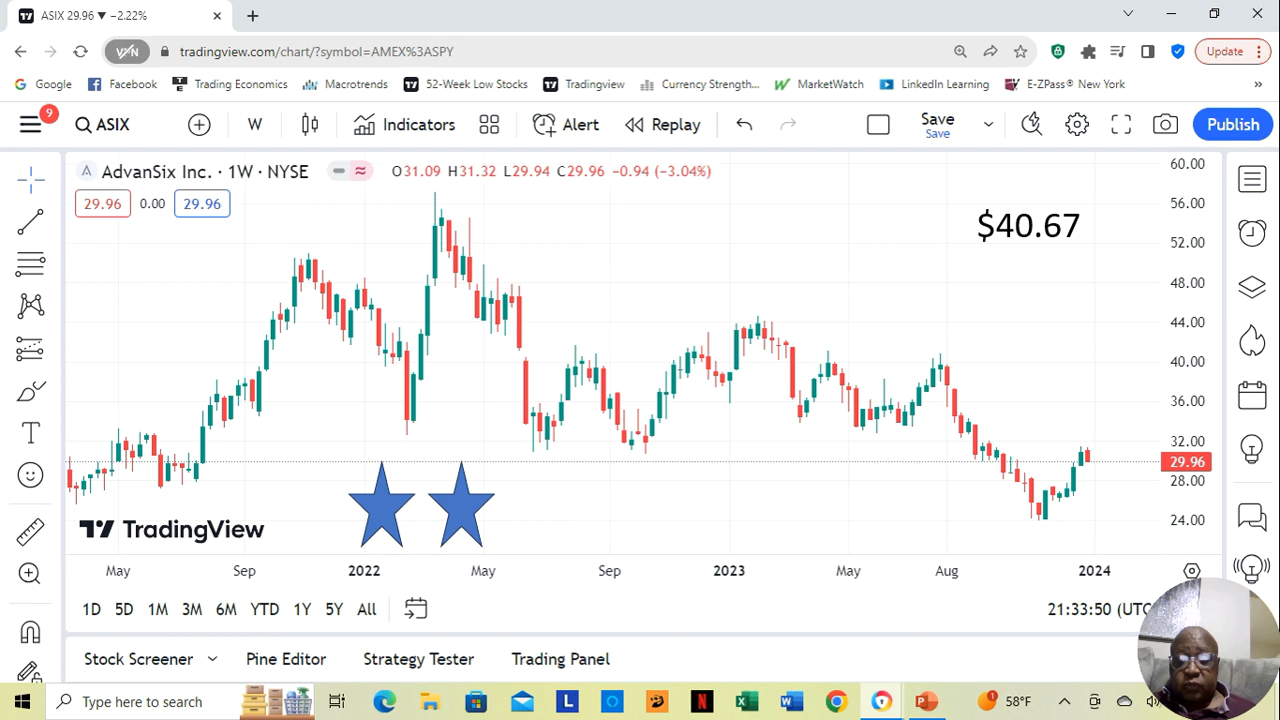 ASIX 29.96 ▼ −2.22%
tradingview.com/chart/?symbol=AMEX%3ASPY
Update
Google Facebook Trading Economics Macrotrends 52-Week Low Stocks Tradingview Currency Strength... MarketWatch LinkedIn Learning E-ZPass® New York »
9
ASIX W Indicators Alert Replay Save Publish
Save
AdvanSix Inc. · 1W · NYSE O31.09 H31.32 L29.94 C29.96 −0.94 (−3.04%)
29.96 0.00 29.96
$40.67
60.00
56.00
52.00
48.00
44.00
40.00
36.00
32.00
29.96
28.00
24.00
TradingView
May Sep 2022 May Sep 2023 May Aug 2024
1D 5D 1M 3M 6M YTD 1Y 5Y All 21:33:50 (UTC
Stock Screener Pine Editor Strategy Tester Trading Panel
Type here to search 58°F